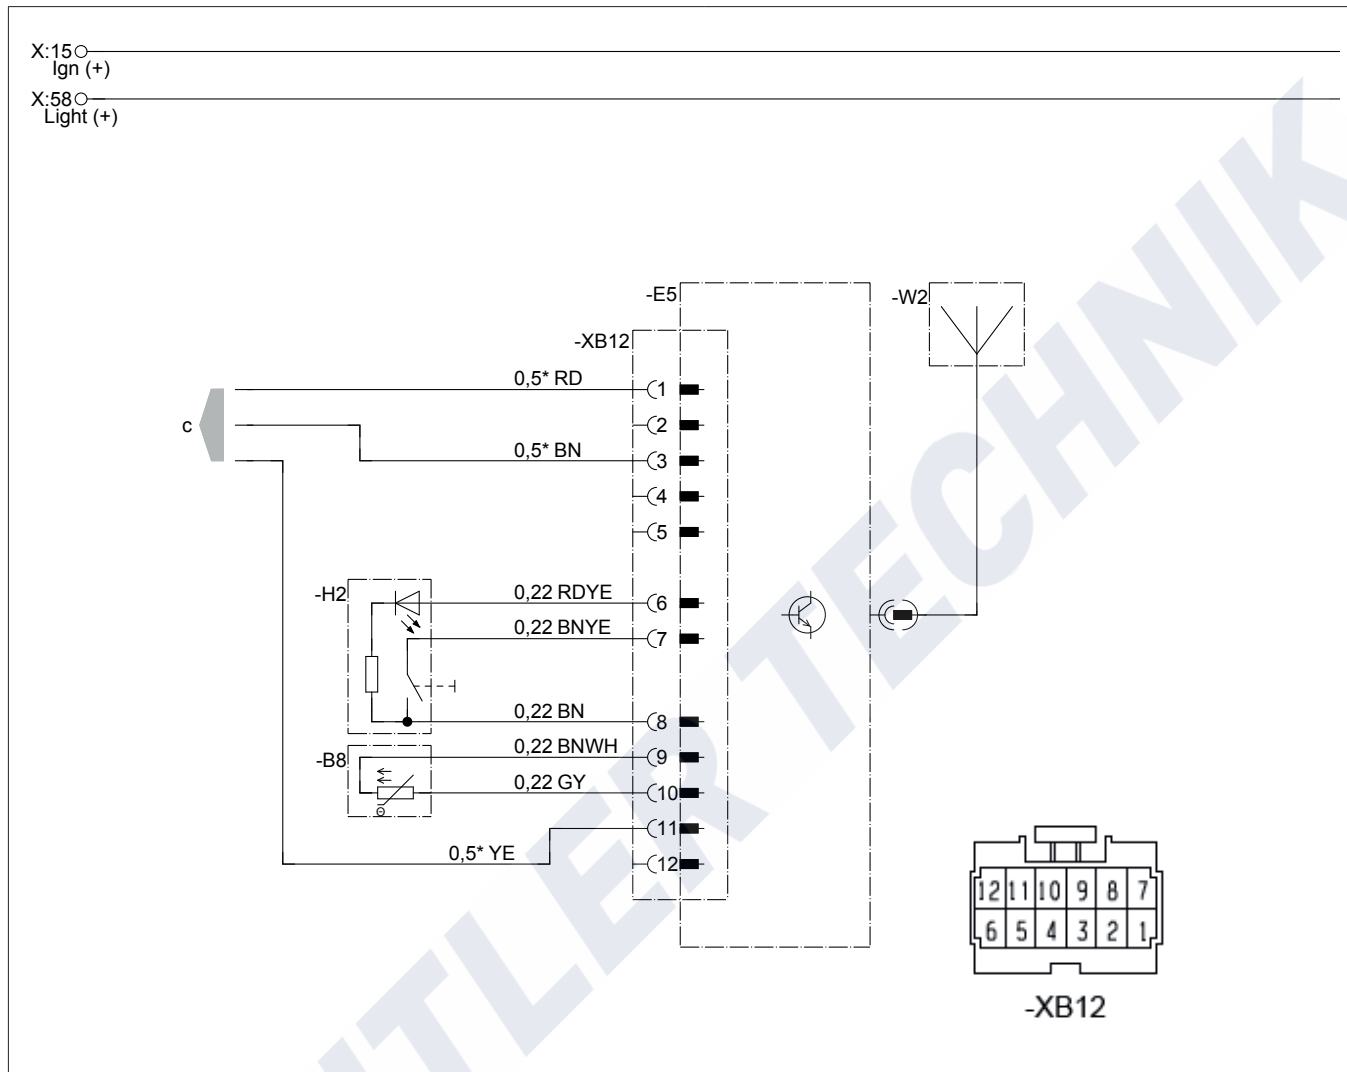 X:15
Ign (+)
X:58
Light (+)
-E5
-W2
-XB12
0,5* RD
1
c
2
0,5* BN
3
4
5
-H2
0,22 RDYE
6
0,22 BNYE
7
0,22 BN
8
-B8
0,22 BNWH
9
0,22 GY
10
Θ
11
0,5* YE
12
12 11 10 9 8 7
6 5 4 3 2 1
-XB12
TLER TECHNIK